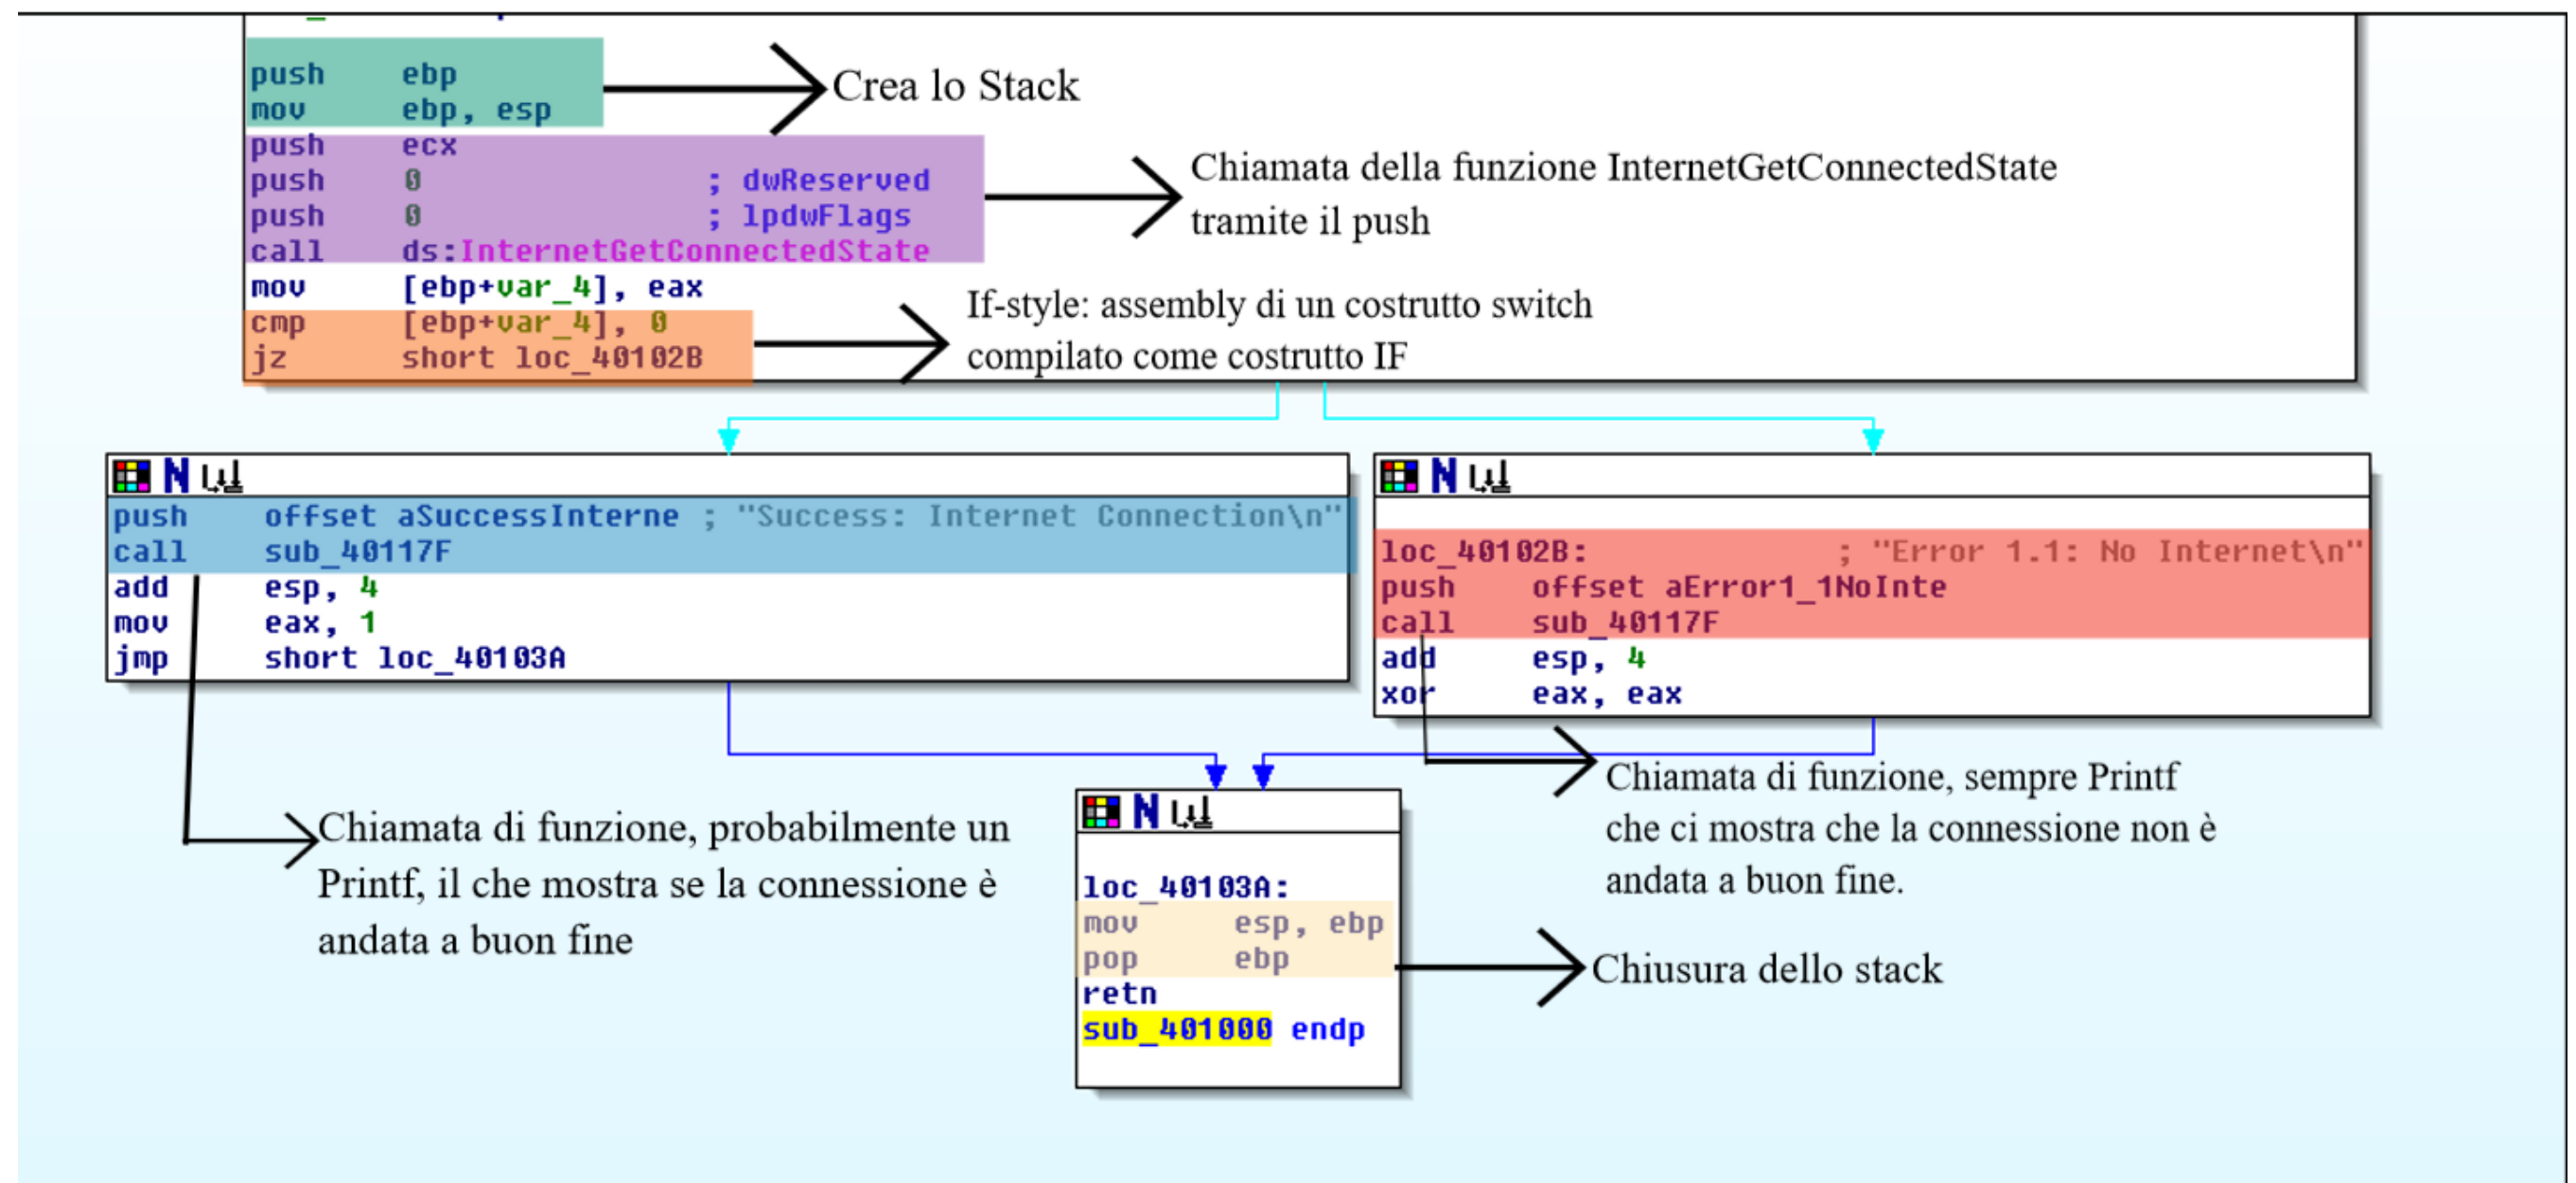 push ebp
mov ebp, esp
Crea lo Stack
push ecx
push 0 ; dwReserved
push 0 ; lpdwFlags
call ds:InternetGetConnectedState
Chiamata della funzione InternetGetConnectedState
tramite il push
mov [ebp+var_4], eax
cmp [ebp+var_4], 0
jz short loc_40102B
If-style: assembly di un costrutto switch
compilato come costrutto IF
push offset aSuccessInterne ; "Success: Internet Connection\n"
call sub_40117F
add esp, 4
mov eax, 1
jmp short loc_40103A
loc_40102B: ; "Error 1.1: No Internet\n"
push offset aError1_1NoInte
call sub_40117F
add esp, 4
xor eax, eax
Chiamata di funzione, probabilmente un
Printf, il che mostra se la connessione è
andata a buon fine
Chiamata di funzione, sempre Printf
che ci mostra che la connessione non è
andata a buon fine.
loc_40103A:
mov esp, ebp
pop ebp
retn
sub_401000 endp
Chiusura dello stack